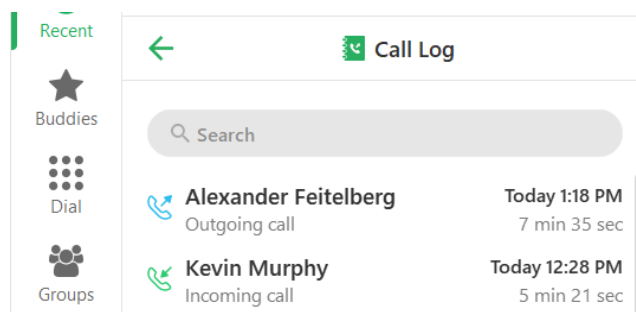 Recent
Buddies
Dial
Groups
Call Log
Search
Alexander Feitelberg Today 1:18 PM
Outgoing call 7 min 35 sec
Kevin Murphy Today 12:28 PM
Incoming call 5 min 21 sec